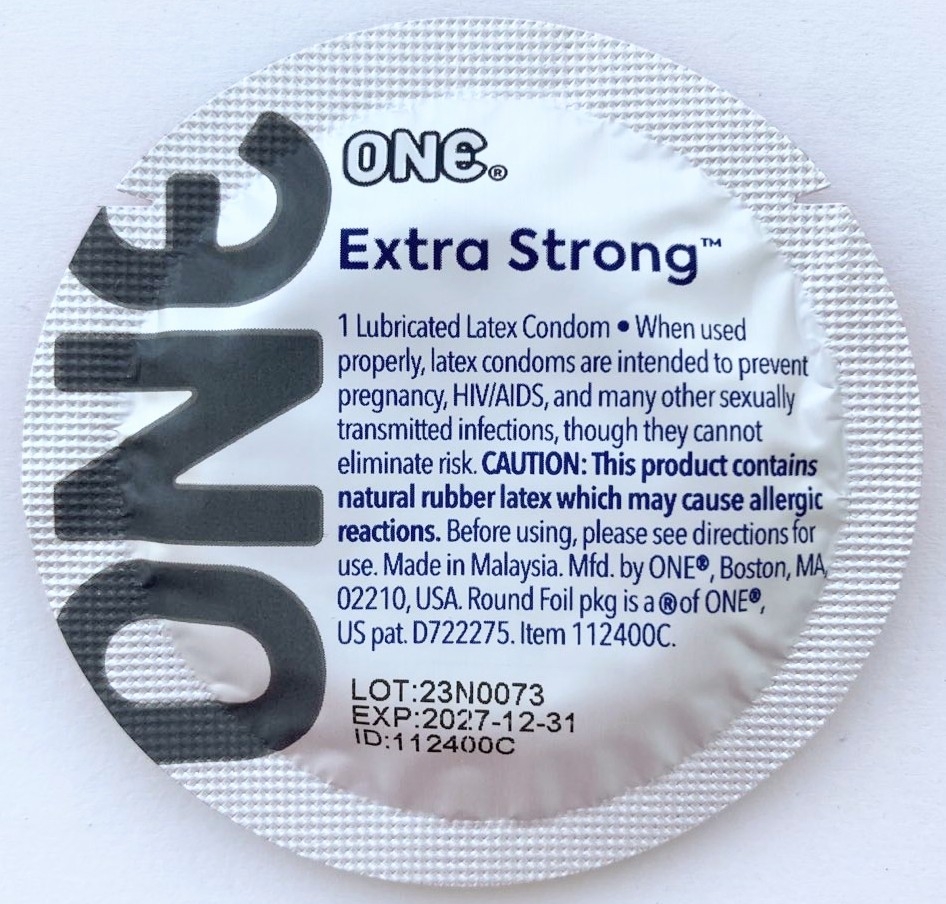 ONE
ONE®
Extra Strong™
1 Lubricated Latex Condom • When used
properly, latex condoms are intended to prevent
pregnancy, HIV/AIDS, and many other sexually
transmitted infections, though they cannot
eliminate risk. CAUTION: This product contains
natural rubber latex which may cause allergic
reactions. Before using, please see directions for
use. Made in Malaysia. Mfd. by ONE®, Boston, MA,
02210, USA. Round Foil pkg is a ® of ONE®,
US pat. D722275. Item 112400C.
LOT:23N0073
EXP:2027-12-31
ID:112400C